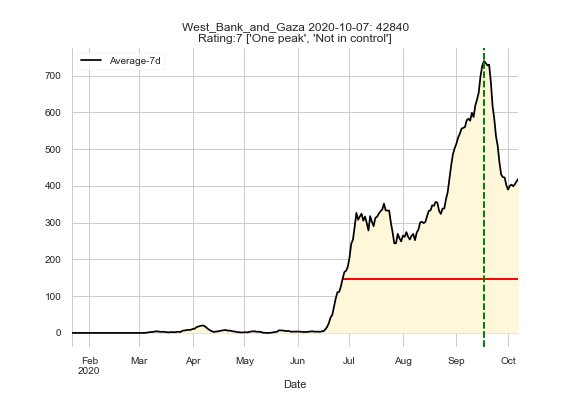 West_Bank_and_Gaza 2020-10-07: 42840
Rating:7 ['One peak', 'Not in control']
Average-7d
700
600
500
400
300
200
100
0
Feb Mar Apr May Jun Jul Aug Sep Oct
2020
Date